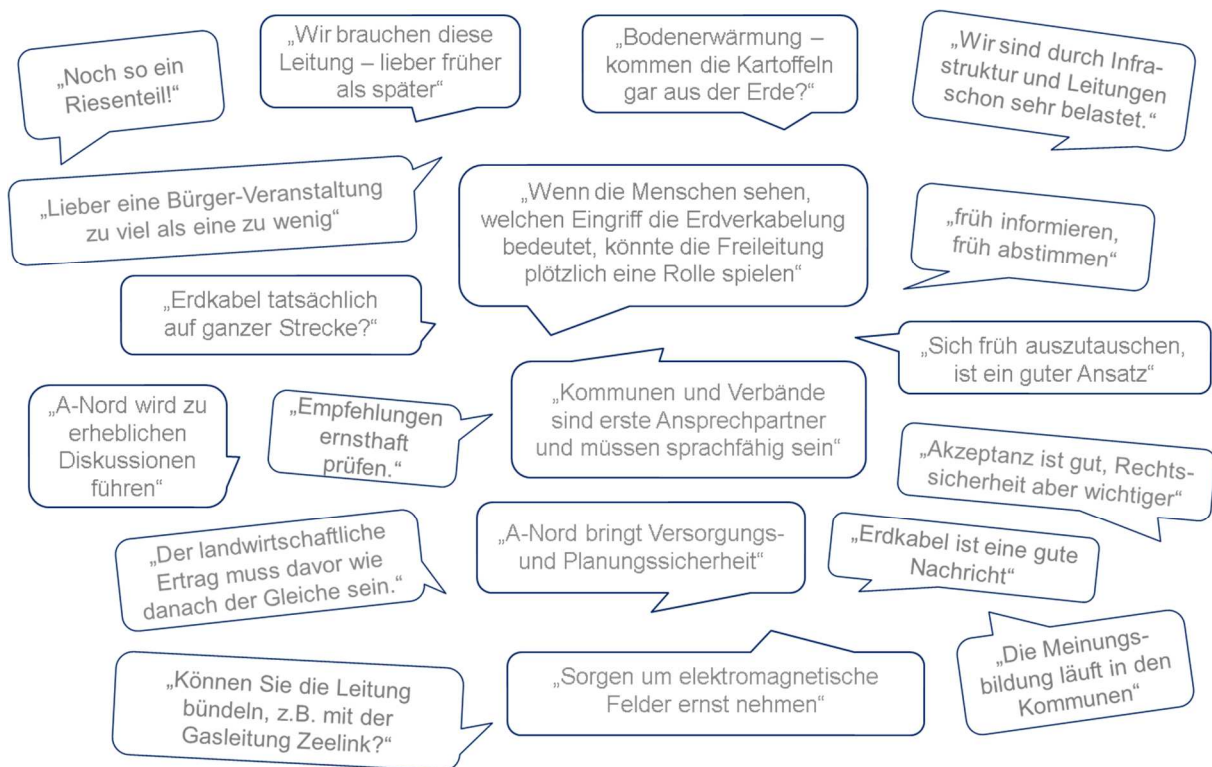 „Noch so ein
Riesenteil!“
„Wir brauchen diese
Leitung – lieber früher
als später“
„Bodenerwärmung –
kommen die Kartoffeln
gar aus der Erde?“
„Wir sind durch Infra-
struktur und Leitungen
schon sehr belastet.“
„Lieber eine Bürger-Veranstaltung
zu viel als eine zu wenig“
„Wenn die Menschen sehen,
welchen Eingriff die Erdverkabelung
bedeutet, könnte die Freileitung
plötzlich eine Rolle spielen“
„früh informieren,
früh abstimmen“
„Erdkabel tatsächlich
auf ganzer Strecke?“
„Sich früh auszutauschen,
ist ein guter Ansatz“
„A-Nord wird zu
erheblichen
Diskussionen
führen“
„Empfehlungen
ernsthaft
prüfen.“
„Kommunen und Verbände
sind erste Ansprechpartner
und müssen sprachfähig sein“
„Akzeptanz ist gut, Rechts-
sicherheit aber wichtiger“
„Der landwirtschaftliche
Ertrag muss davor wie
danach der Gleiche sein.“
„A-Nord bringt Versorgungs-
und Planungssicherheit“
„Erdkabel ist eine gute
Nachricht“
„Können Sie die Leitung
bündeln, z.B. mit der
Gasleitung Zeelink?“
„Sorgen um elektromagnetische
Felder ernst nehmen“
„Die Meinungs-
bildung läuft in den
Kommunen“